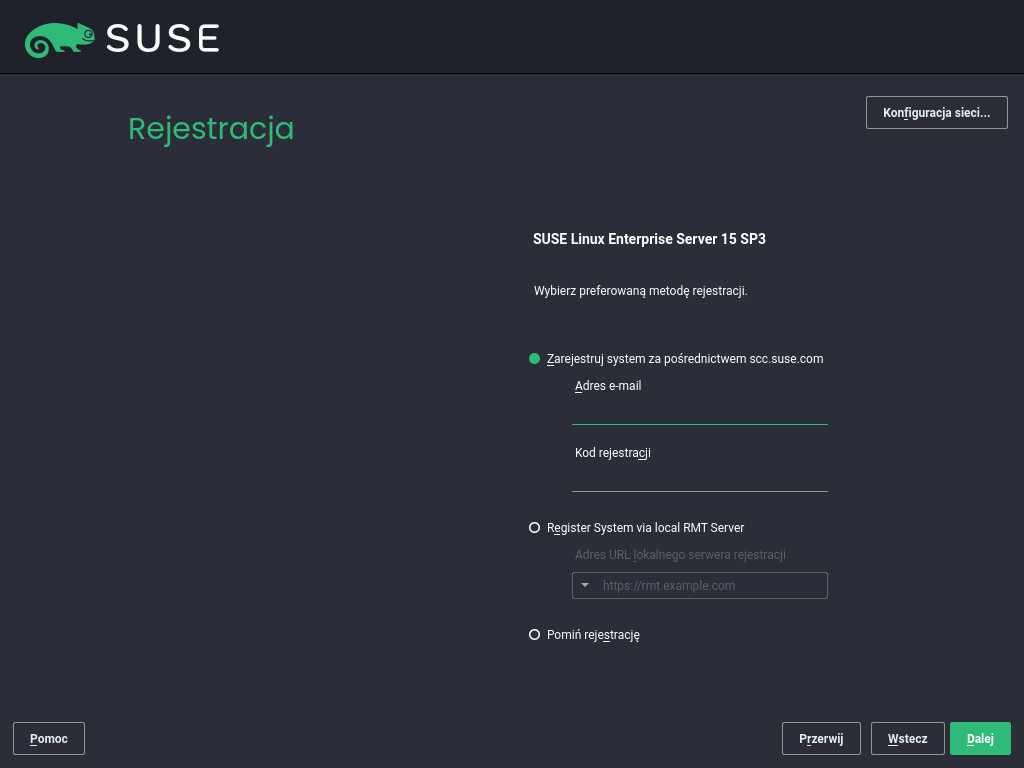 SUSE
Rejestracja
Konfiguracja sieci...
SUSE Linux Enterprise Server 15 SP3
Wybierz preferowaną metodę rejestracji.
Zarejestruj system za pośrednictwem scc.suse.com
Adres e-mail
Kod rejestracji
Register System via local RMT Server
Adres URL lokalnego serwera rejestracji
https://rmt.example.com
Pomiń rejestrację
Pomoc
Przerwij
Wstecz
Dalej